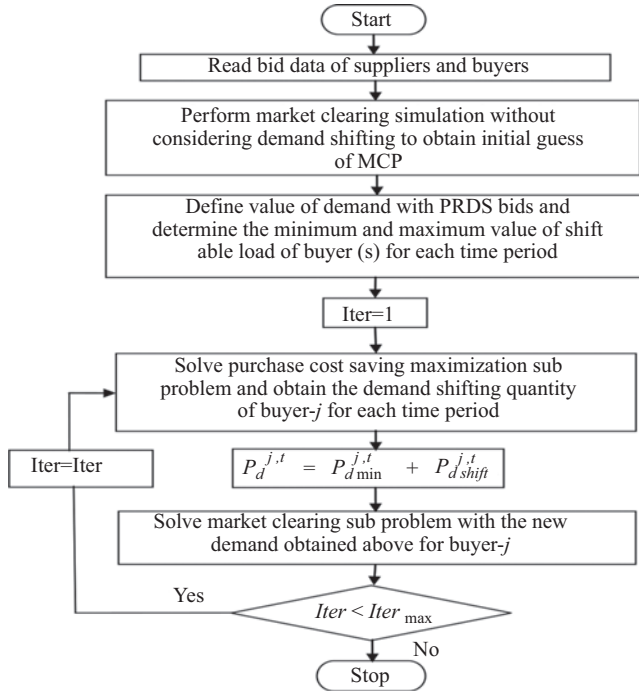 Start
Read bid data of suppliers and buyers
Perform market clearing simulation without
considering demand shifting to obtain initial guess
of MCP
Define value of demand with PRDS bids and
determine the minimum and maximum value of shift
able load of buyer (s) for each time period
Iter=1
Solve purchase cost saving maximization sub
problem and obtain the demand shifting quantity
of buyer-j for each time period
Iter=Iter
P_d^{j,t} = P_{d min}^{j,t} + P_{d shift}^{j,t}
Solve market clearing sub problem with the new
demand obtained above for buyer-j
Yes
Iter < Iter max
No
Stop